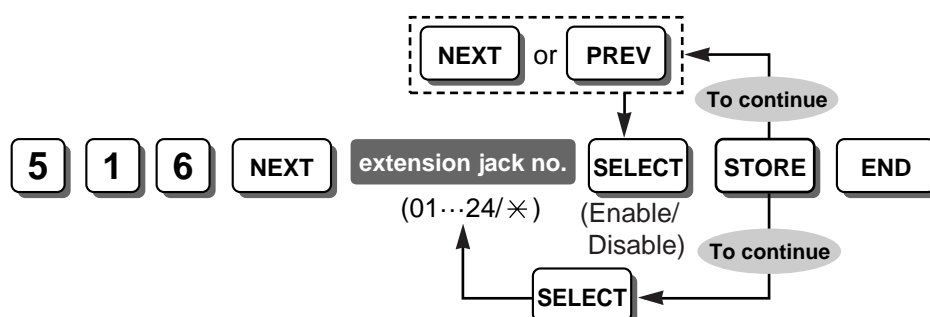 NEXT or PREV
To continue
5 1 6 NEXT extension jack no. SELECT STORE END
(01···24/✳)
(Enable/
Disable)
To continue
SELECT